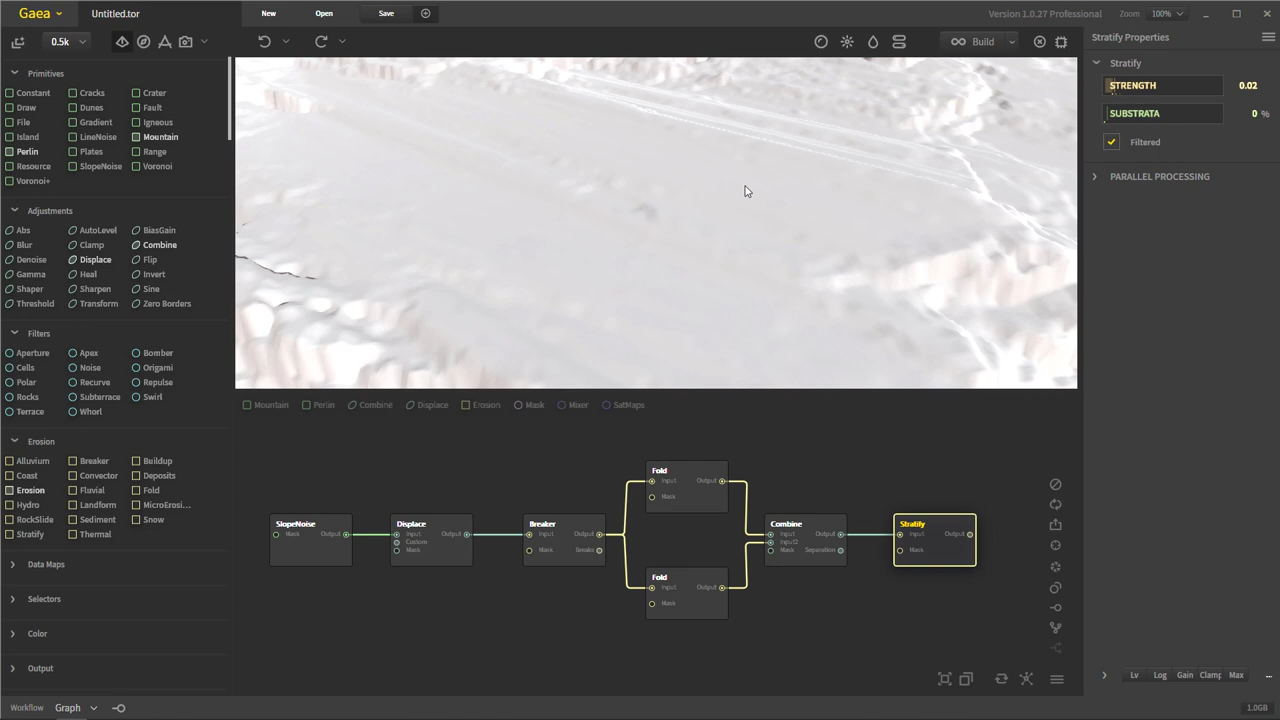 Gaea Untitled.tor New Open Save Version 1.0.27 Professional Zoom 100%
0.5k Build Stratify Properties
Primitives Stratify
Constant Cracks Crater STRENGTH 0.02
Draw Dunes Fault
File Gradient Igneous SUBSTRATA 0 %
Island LineNoise Mountain Filtered
Perlin Plates Range
Resource SlopeNoise Voronoi PARALLEL PROCESSING
Voronoi+
Adjustments
Abs AutoLevel BiasGain
Blur Clamp Combine
Denoise Displace Flip
Gamma Heal Invert
Shaper Sharpen Sine
Threshold Transform Zero Borders
Filters
Aperture Apex Bomber
Cells Noise Origami
Polar Recurve Repulse
Rocks Subterrace Swirl
Terrace Whorl
Mountain Perlin Combine Displace Erosion Mask Mixer SatMaps
Erosion
Alluvium Breaker Buildup
Coast Convector Deposits
Erosion Fluvial Fold
Hydro Landform MicroErosi...
RockSlide Sediment Snow
Stratify Thermal
Data Maps
Selectors
Color
Output
SlopeNoise
Mask Output
Displace
Input Output
Custom
Mask
Breaker
Input Output
Mask Breaks
Fold
Input Output
Mask
Fold
Input Output
Mask
Combine
Input Output
Input2
Mask Separation
Stratify
Input Output
Mask
Lv Log Gain Clamp Max ...
Workflow Graph 1.0GB